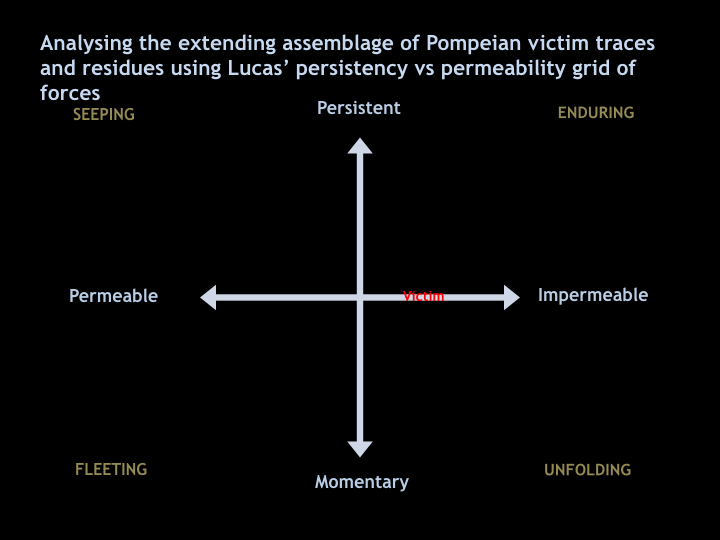 Analysing the extending assemblage of Pompeian victim traces
and residues using Lucas’ persistency vs permeability grid of
forces
SEEPING
Persistent
ENDURING
Permeable
Victim
Impermeable
FLEETING
Momentary
UNFOLDING